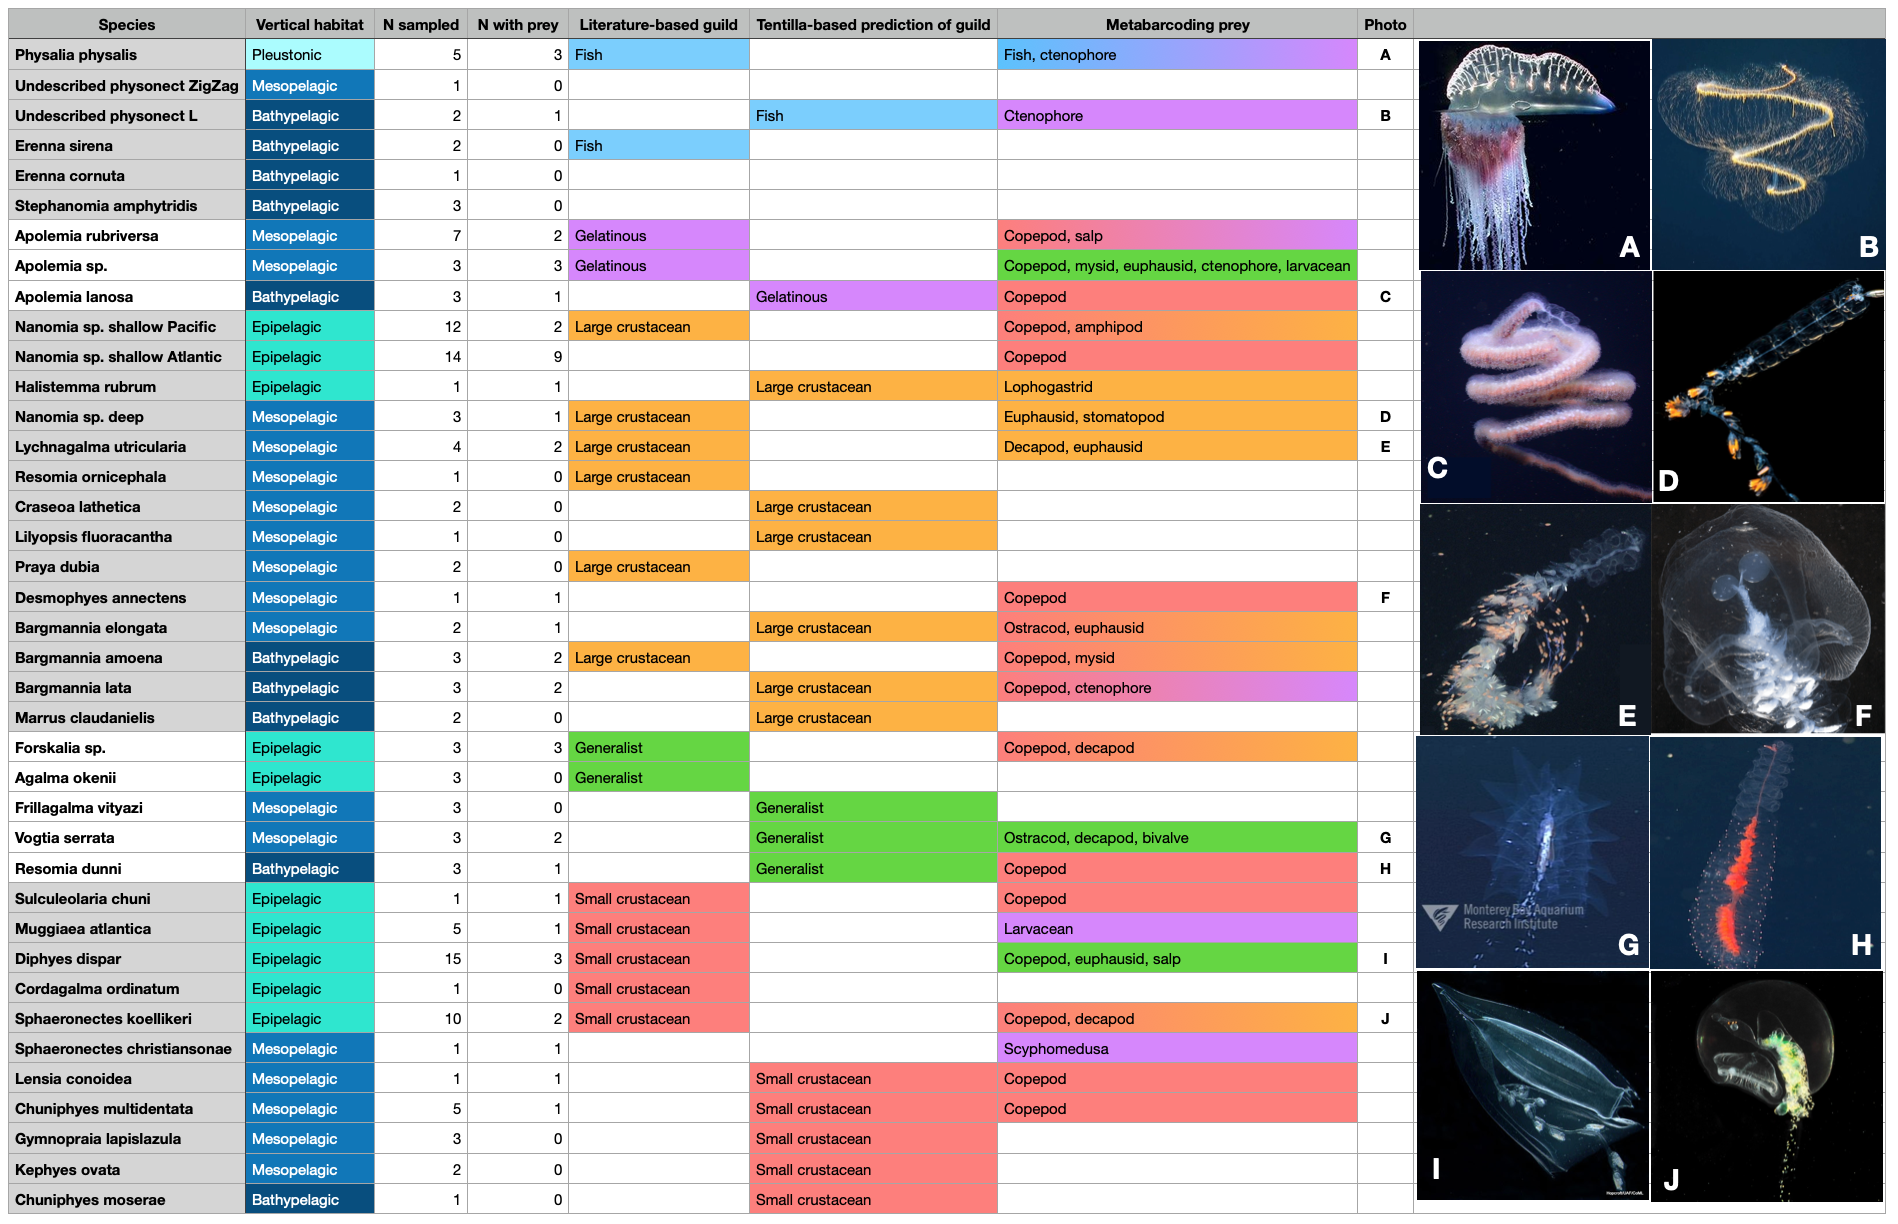 Species Vertical habitat N sampled N with prey Literature-based guild Tentilla-based prediction of guild Metabarcoding prey Photo
Physalia physalis Pleustonic 5 3 Fish Fish, ctenophore A
Undescribed physonect ZigZag Mesopelagic 1 0
Undescribed physonect L Bathypelagic 2 1 Fish Ctenophore B
Erenna sirena Bathypelagic 2 0 Fish
Erenna cornuta Bathypelagic 1 0
Stephanomia amphytridis Bathypelagic 3 0
Apolemia rubriversa Mesopelagic 7 2 Gelatinous Copepod, salp
Apolemia sp. Mesopelagic 3 3 Gelatinous Copepod, mysid, euphausid, ctenophore, larvacean
Apolemia lanosa Bathypelagic 3 1 Gelatinous Copepod C
Nanomia sp. shallow Pacific Epipelagic 12 2 Large crustacean Copepod, amphipod
Nanomia sp. shallow Atlantic Epipelagic 14 9 Copepod
Halistemma rubrum Epipelagic 1 1 Large crustacean Lophogastrid
Nanomia sp. deep Mesopelagic 3 1 Large crustacean Euphausid, stomatopod D
Lychnagalma utricularia Mesopelagic 4 2 Large crustacean Decapod, euphausid E
Resomia ornicephala Mesopelagic 1 0 Large crustacean
Craseoa lathetica Mesopelagic 2 0 Large crustacean
Lilyopsis fluoracantha Mesopelagic 1 0 Large crustacean
Praya dubia Mesopelagic 2 0 Large crustacean
Desmophyes annectens Mesopelagic 1 1 Copepod F
Bargmannia elongata Mesopelagic 2 1 Large crustacean Ostracod, euphausid
Bargmannia amoena Bathypelagic 3 2 Large crustacean Copepod, mysid
Bargmannia lata Bathypelagic 3 2 Large crustacean Copepod, ctenophore
Marrus claudanielis Bathypelagic 2 0 Large crustacean
Forskalia sp. Epipelagic 3 3 Generalist Copepod, decapod
Agalma okenii Epipelagic 3 0 Generalist
Frillagalma vityazi Mesopelagic 3 0 Generalist
Vogtia serrata Mesopelagic 3 2 Generalist Ostracod, decapod, bivalve G
Resomia dunni Bathypelagic 3 1 Generalist Copepod H
Sulculeolaria chuni Epipelagic 1 1 Small crustacean Copepod
Muggiaea atlantica Epipelagic 5 1 Small crustacean Larvacean
Diphyes dispar Epipelagic 15 3 Small crustacean Copepod, euphausid, salp I
Cordagalma ordinatum Epipelagic 1 0 Small crustacean
Sphaeronectes koellikeri Epipelagic 10 2 Small crustacean Copepod, decapod J
Sphaeronectes christiansonae Mesopelagic 1 1 Scyphomedusa
Lensia conoidea Mesopelagic 1 1 Small crustacean Copepod
Chuniphyes multidentata Mesopelagic 5 1 Small crustacean Copepod
Gymnopraia lapislazula Mesopelagic 3 0 Small crustacean
Kephyes ovata Mesopelagic 2 0 Small crustacean
Chuniphyes moserae Bathypelagic 1 0 Small crustacean
A B
C D
E F
Monterey Bay Aquarium
Research Institute
G H
I J